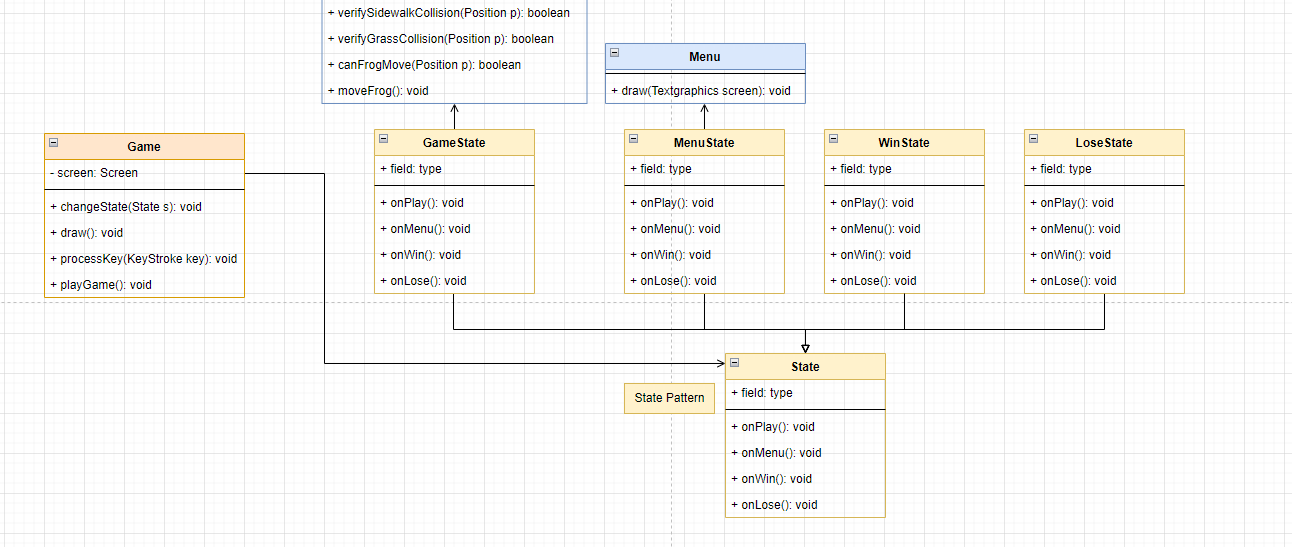 + verifySidewalkCollision(Position p): boolean
+ verifyGrassCollision(Position p): boolean
+ canFrogMove(Position p): boolean
+ moveFrog(): void
Menu
+ draw(Textgraphics screen): void
Game
- screen: Screen
+ changeState(State s): void
+ draw(): void
+ processKey(KeyStroke key): void
+ playGame(): void
GameState
+ field: type
+ onPlay(): void
+ onMenu(): void
+ onWin(): void
+ onLose(): void
MenuState
+ field: type
+ onPlay(): void
+ onMenu(): void
+ onWin(): void
+ onLose(): void
WinState
+ field: type
+ onPlay(): void
+ onMenu(): void
+ onWin(): void
+ onLose(): void
LoseState
+ field: type
+ onPlay(): void
+ onMenu(): void
+ onWin(): void
+ onLose(): void
State Pattern
State
+ field: type
+ onPlay(): void
+ onMenu(): void
+ onWin(): void
+ onLose(): void